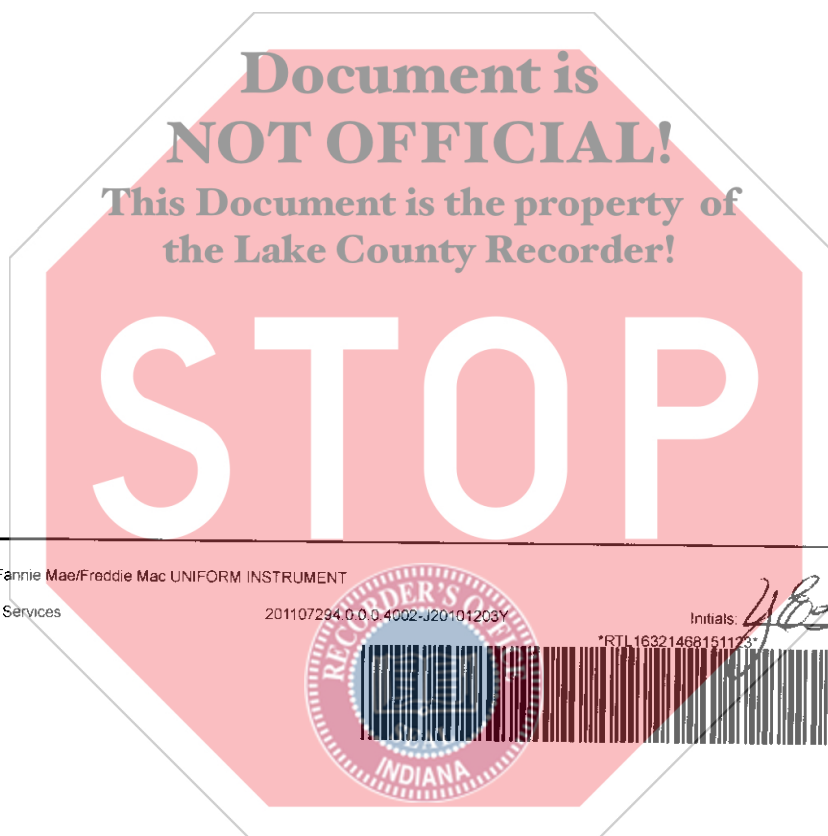 Document is
NOT OFFICIAL!
This Document is the property of
the Lake County Recorder!
STOP
Fannie Mae/Freddie Mac UNIFORM INSTRUMENT
Services
201107294.0.0.0.4002-J20101203Y
Initials:
*RTL16321468151123*
RECORDER'S OFFICE
SEAL
INDIANA